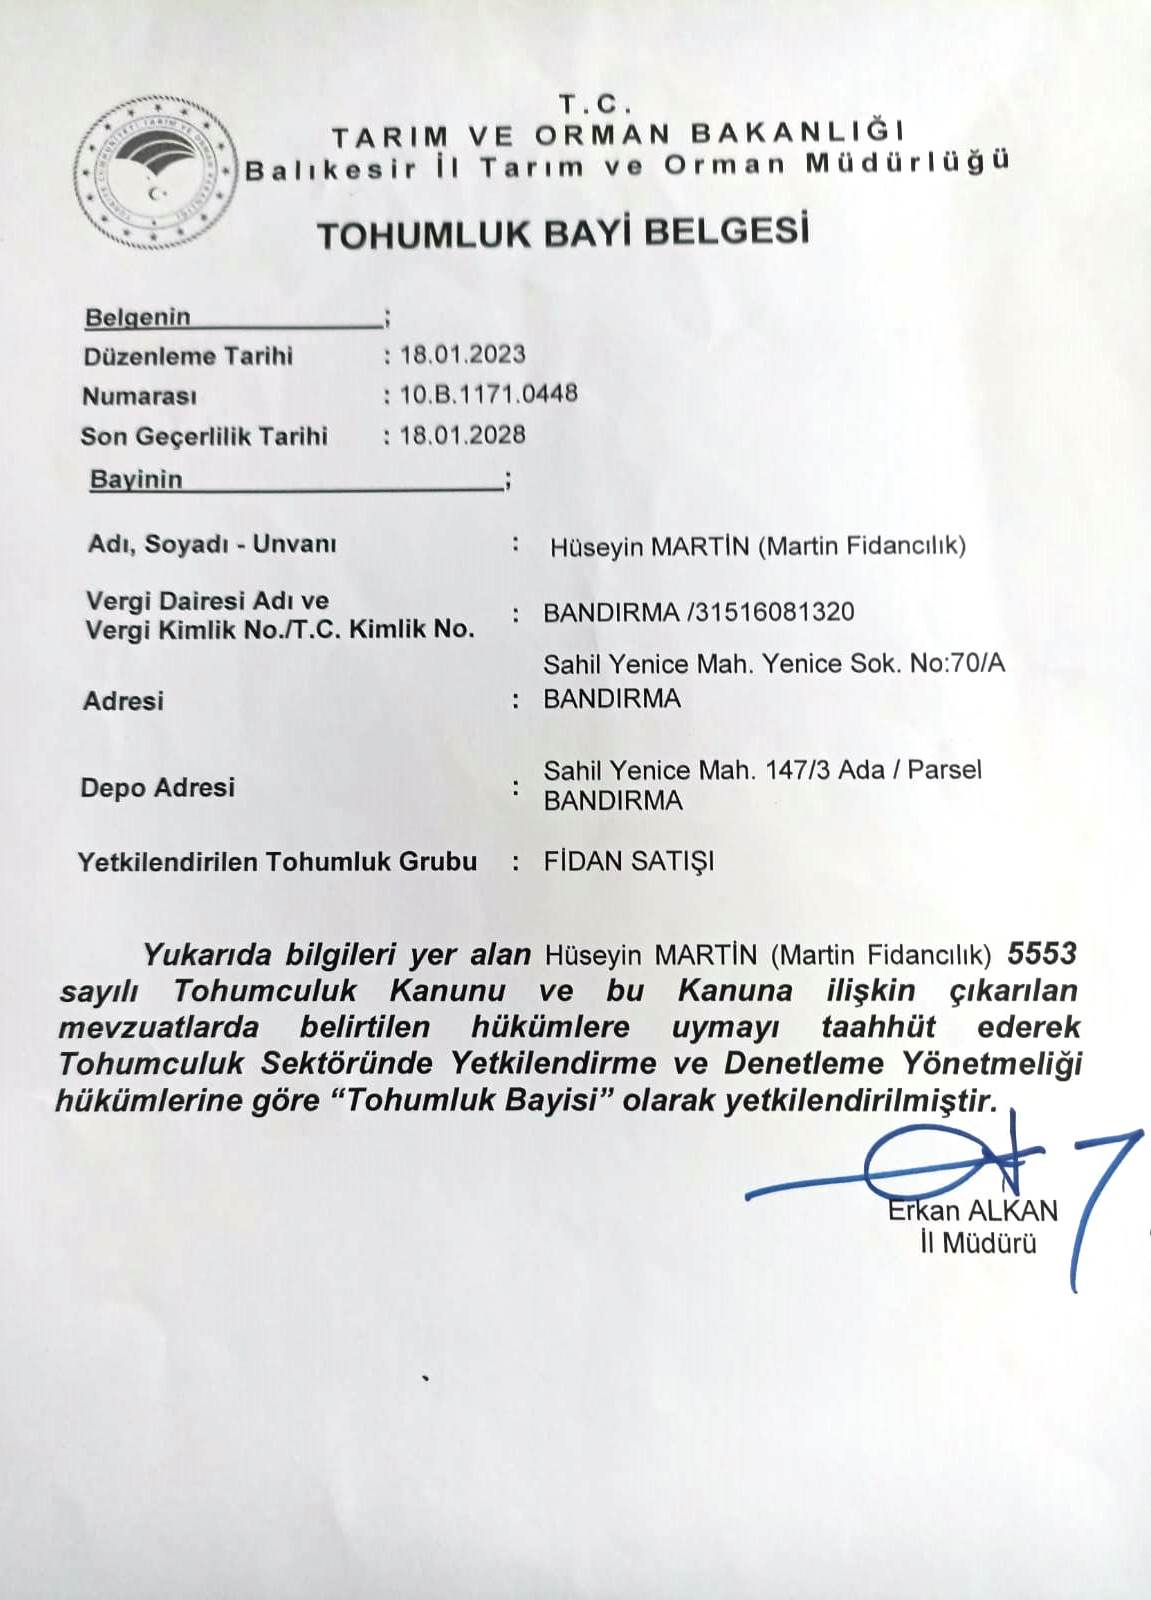 T.C.
TARIM VE ORMAN BAKANLIĞI
Balıkesir İl Tarım ve Orman Müdürlüğü
TOHUMLUK BAYİ BELGESİ
Belgenin ;
Düzenleme Tarihi : 18.01.2023
Numarası : 10.B.1171.0448
Son Geçerlilik Tarihi : 18.01.2028
Bayinin ;
Adı, Soyadı - Unvanı : Hüseyin MARTİN (Martin Fidancılık)
Vergi Dairesi Adı ve
Vergi Kimlik No./T.C. Kimlik No. : BANDIRMA /31516081320
Sahil Yenice Mah. Yenice Sok. No:70/A
Adresi : BANDIRMA
Depo Adresi : Sahil Yenice Mah. 147/3 Ada / Parsel
BANDIRMA
Yetkilendirilen Tohumluk Grubu : FİDAN SATIŞI
Yukarıda bilgileri yer alan Hüseyin MARTİN (Martin Fidancılık) 5553
sayılı Tohumculuk Kanunu ve bu Kanuna ilişkin çıkarılan
mevzuatlarda belirtilen hükümlere uymayı taahhüt ederek
Tohumculuk Sektöründe Yetkilendirme ve Denetleme Yönetmeliği
hükümlerine göre “Tohumluk Bayisi” olarak yetkilendirilmiştir.
Erkan ALKAN
İl Müdürü